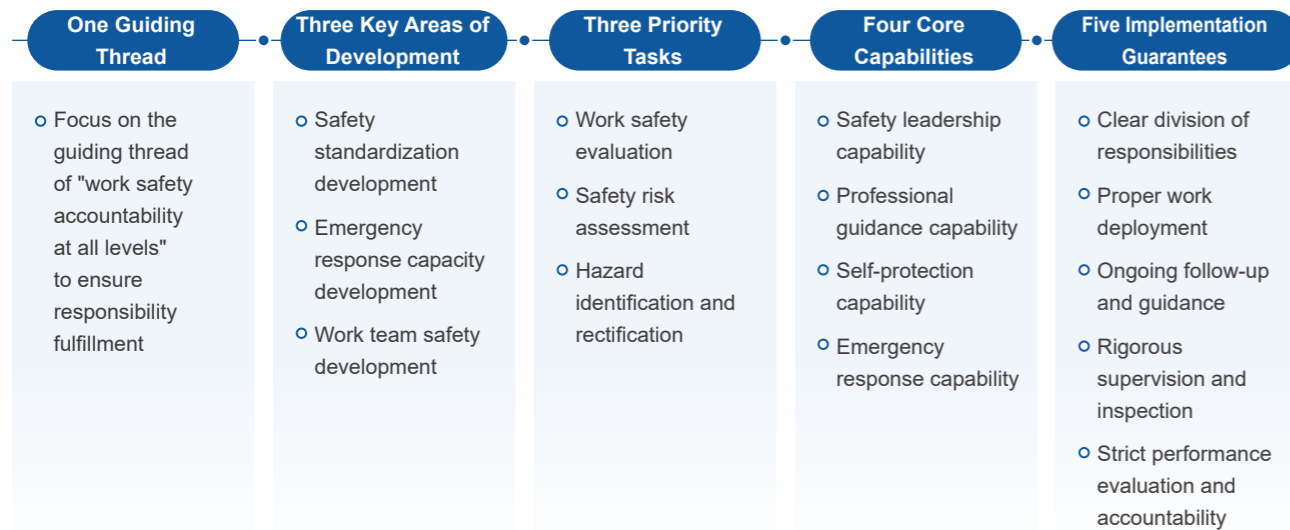 One Guiding
Thread
Focus on the
guiding thread
of "work safety
accountability
at all levels"
to ensure
responsibility
fulfillment
Three Key Areas of
Development
Safety
standardization
development
Emergency
response capacity
development
Work team safety
development
Three Priority
Tasks
Work safety
evaluation
Safety risk
assessment
Hazard
identification and
rectification
Four Core
Capabilities
Safety leadership
capability
Professional
guidance capability
Self-protection
capability
Emergency
response capability
Five Implementation
Guarantees
Clear division of
responsibilities
Proper work
deployment
Ongoing follow-up
and guidance
Rigorous
supervision and
inspection
Strict performance
evaluation and
accountability